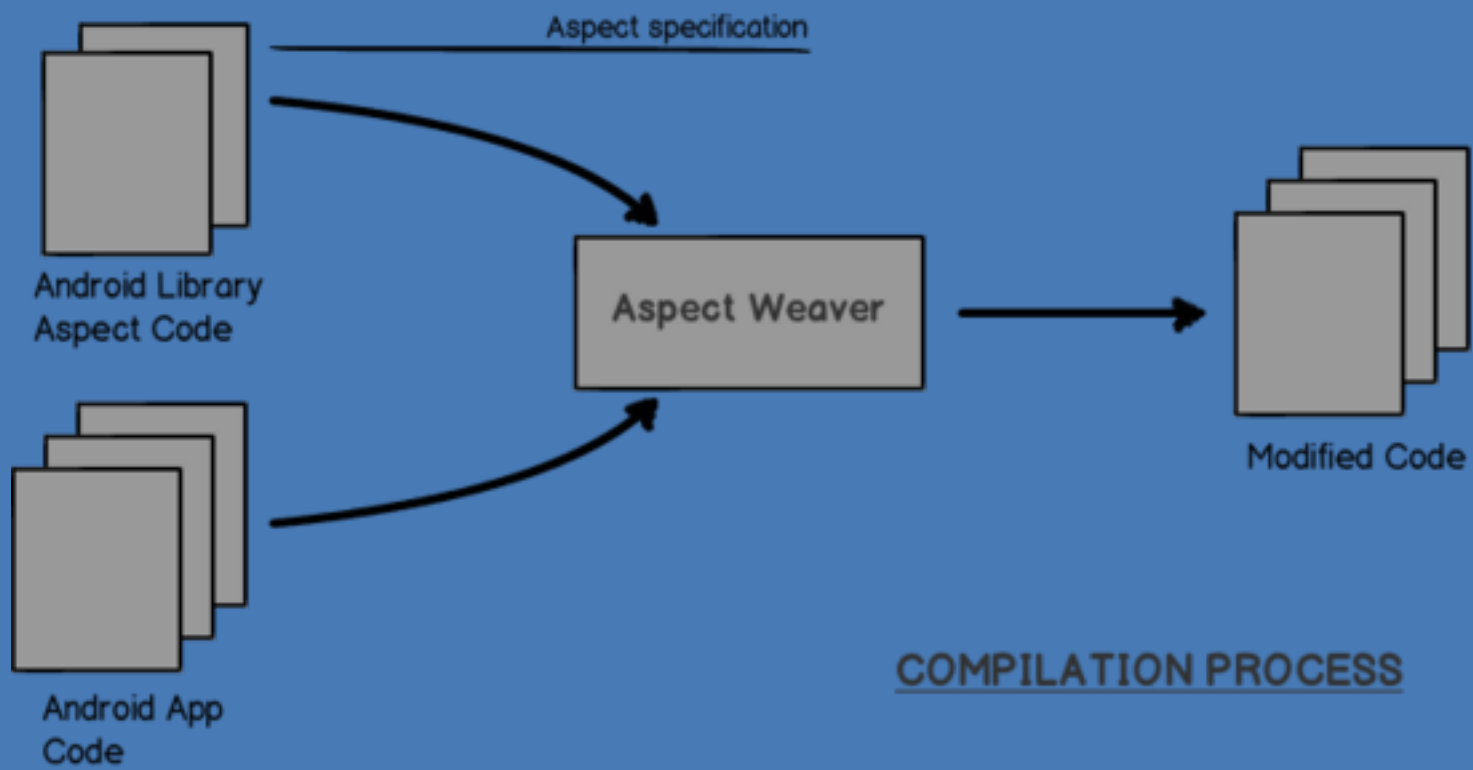 Aspect specification
Android Library
Aspect Code
Aspect Weaver
Modified Code
Android App
Code
COMPILATION PROCESS